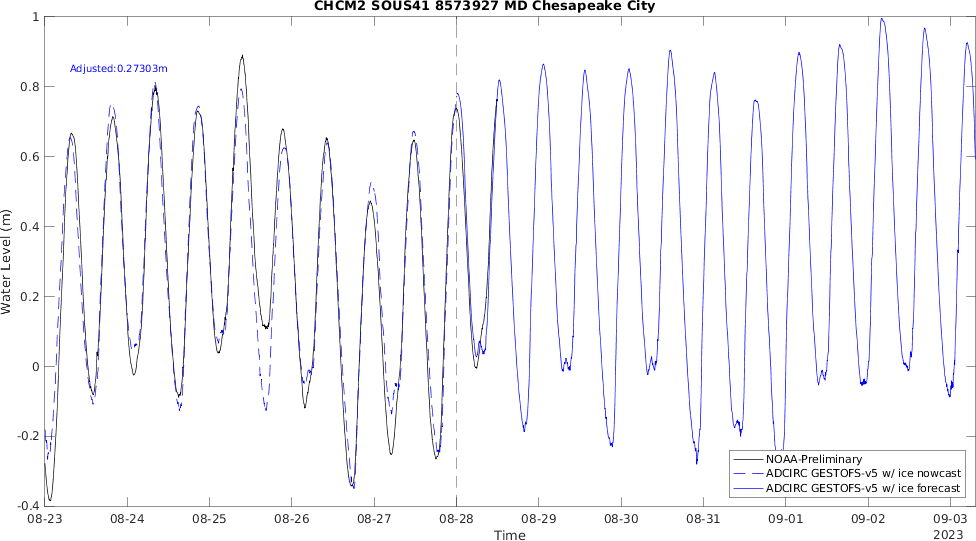 CHCM2 SOUS41 8573927 MD Chesapeake City
Adjusted:0.27303m
Water Level (m)
1
0.8
0.6
0.4
0.2
0
-0.2
-0.4
NOAA-Preliminary
ADCIRC GESTOFS-v5 w/ ice nowcast
ADCIRC GESTOFS-v5 w/ ice forecast
08-23 08-24 08-25 08-26 08-27 08-28 08-29 08-30 08-31 09-01 09-02 09-03
2023
Time